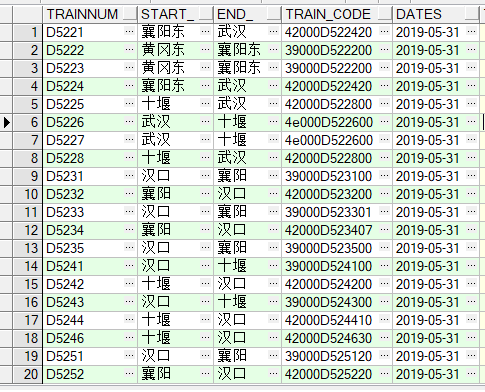 TRAINNUM START_ END_ TRAIN_CODE DATES
1 D5221 襄阳东 武汉 42000D522420 2019-05-31
2 D5222 黄冈东 襄阳东 39000D522200 2019-05-31
3 D5223 黄冈东 襄阳东 39000D522200 2019-05-31
4 D5224 襄阳东 武汉 42000D522420 2019-05-31
5 D5225 十堰 武汉 42000D522800 2019-05-31
6 D5226 武汉 十堰 4e000D522600 2019-05-31
7 D5227 武汉 十堰 4e000D522600 2019-05-31
8 D5228 十堰 武汉 42000D522800 2019-05-31
9 D5231 汉口 襄阳 39000D523100 2019-05-31
10 D5232 襄阳 汉口 42000D523200 2019-05-31
11 D5233 汉口 襄阳 39000D523301 2019-05-31
12 D5234 襄阳 汉口 42000D523407 2019-05-31
13 D5235 汉口 襄阳 39000D523500 2019-05-31
14 D5241 汉口 十堰 39000D524100 2019-05-31
15 D5242 十堰 汉口 42000D524200 2019-05-31
16 D5243 汉口 十堰 39000D524300 2019-05-31
17 D5244 十堰 汉口 42000D524410 2019-05-31
18 D5246 十堰 汉口 42000D524630 2019-05-31
19 D5251 汉口 襄阳 39000D525120 2019-05-31
20 D5252 襄阳 汉口 42000D525220 2019-05-31